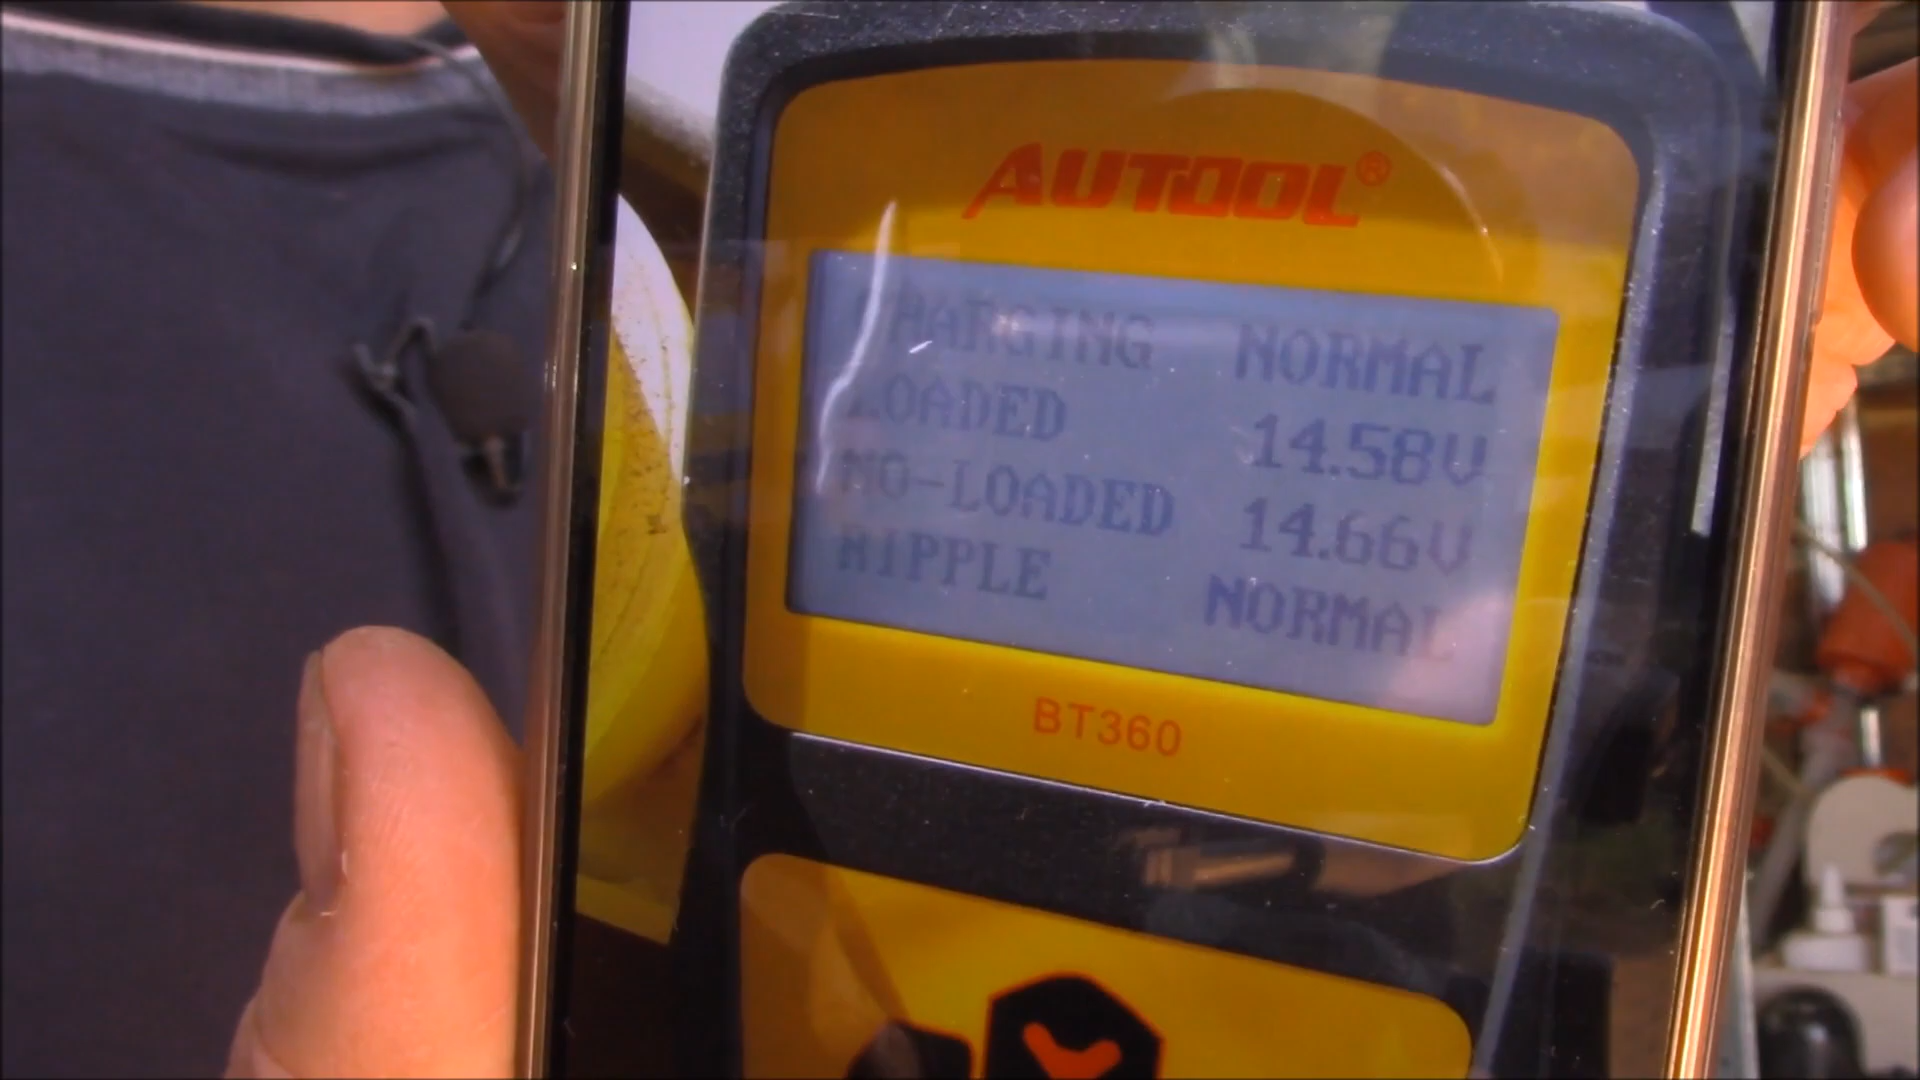 AUTOOL®
CHARGING NORMAL
LOADED 14.58V
NO-LOADED 14.66V
RIPPLE NORMAL
BT360